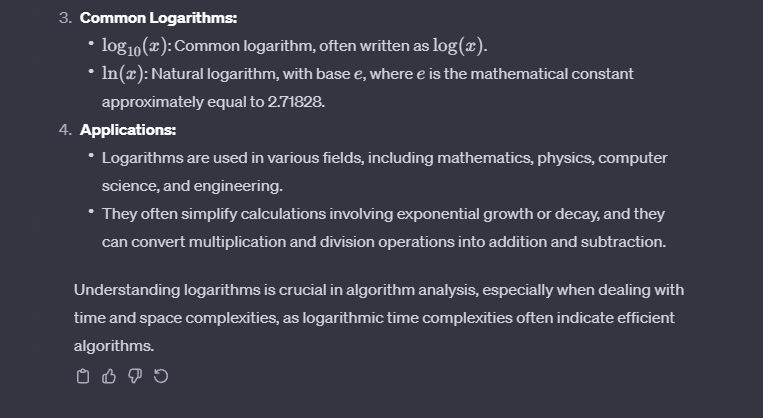 3. Common Logarithms:
• log₁₀(x): Common logarithm, often written as log(x).
• ln(x): Natural logarithm, with base e, where e is the mathematical constant
approximately equal to 2.71828.
4. Applications:
• Logarithms are used in various fields, including mathematics, physics, computer
science, and engineering.
• They often simplify calculations involving exponential growth or decay, and they
can convert multiplication and division operations into addition and subtraction.
Understanding logarithms is crucial in algorithm analysis, especially when dealing with
time and space complexities, as logarithmic time complexities often indicate efficient
algorithms.